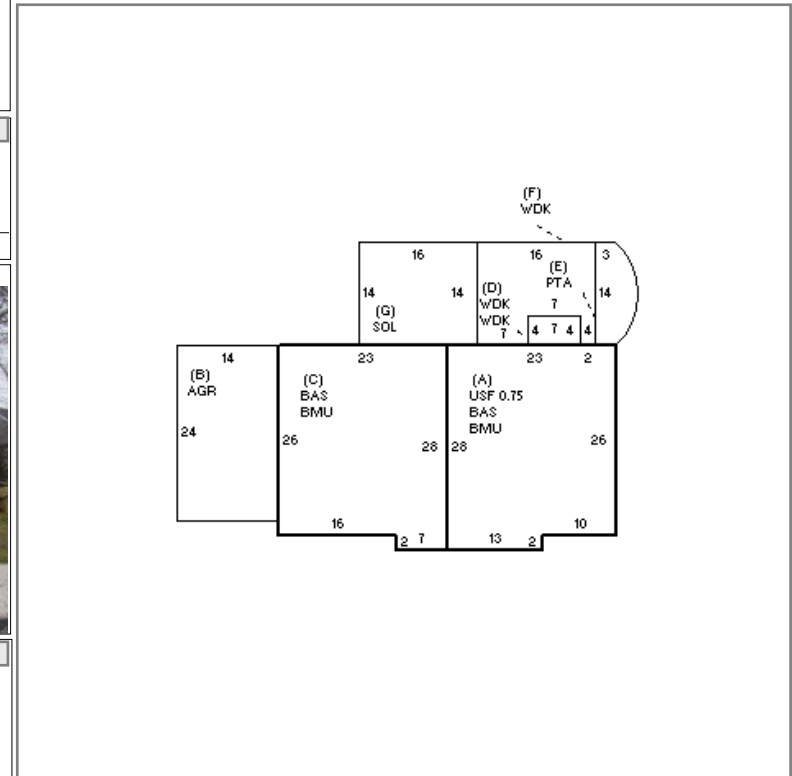 (F)
WDK
16
16
3
(E)
PTA
14
14
(D)
14
WDK
7
(G)
WDK
SOL
7
4 7 4 4
14
23
23
2
(B)
AGR
(C)
(A)
BAS
USF 0.75
BMU
BAS
BMU
24
26
28
28
26
16
10
2 7
13
2